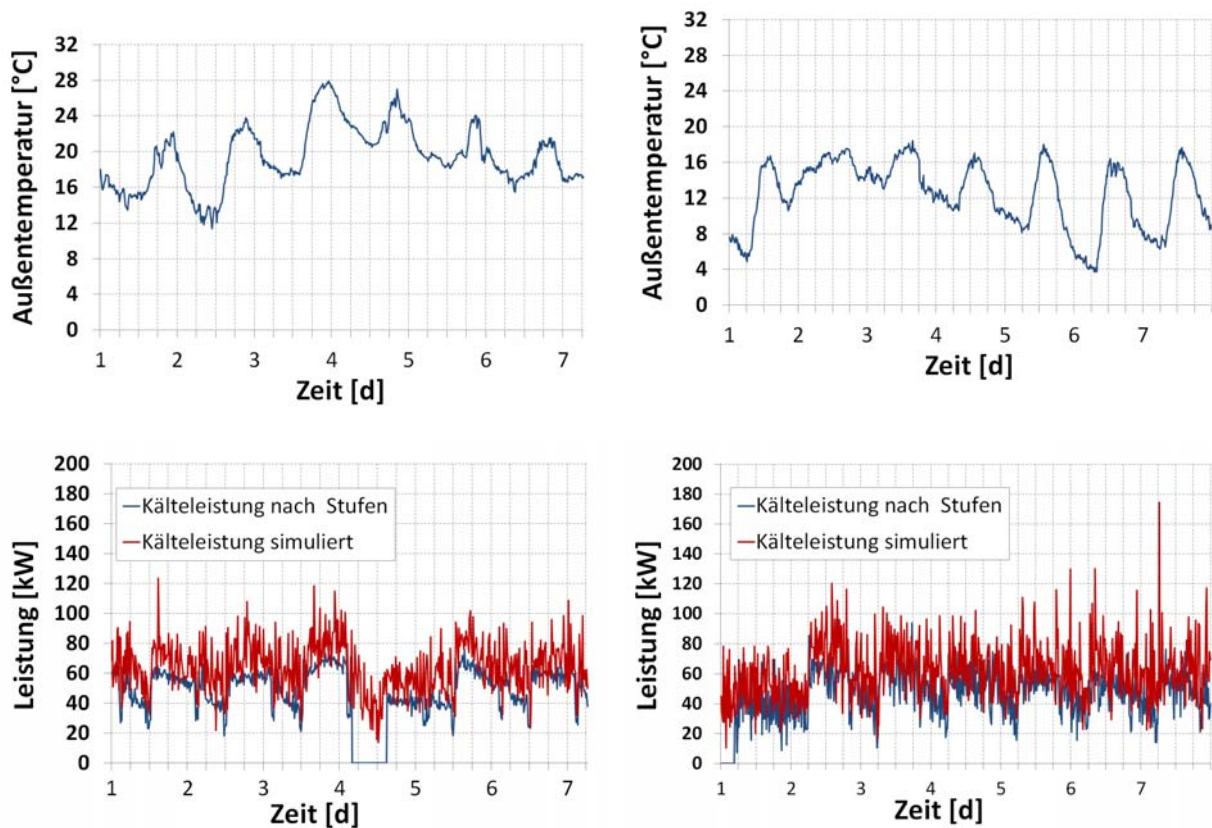 Außentemperatur [°C]
32
28
24
20
16
12
8
4
0
1 2 3 4 5 6 7
Zeit [d]
Außentemperatur [°C]
32
28
24
20
16
12
8
4
0
1 2 3 4 5 6 7
Zeit [d]
Leistung [kW]
200
180
160
140
120
100
80
60
40
20
0
Kälteleistung nach Stufen
Kälteleistung simuliert
1 2 3 4 5 6 7
Zeit [d]
Leistung [kW]
200
180
160
140
120
100
80
60
40
20
0
Kälteleistung nach Stufen
Kälteleistung simuliert
1 2 3 4 5 6 7
Zeit [d]